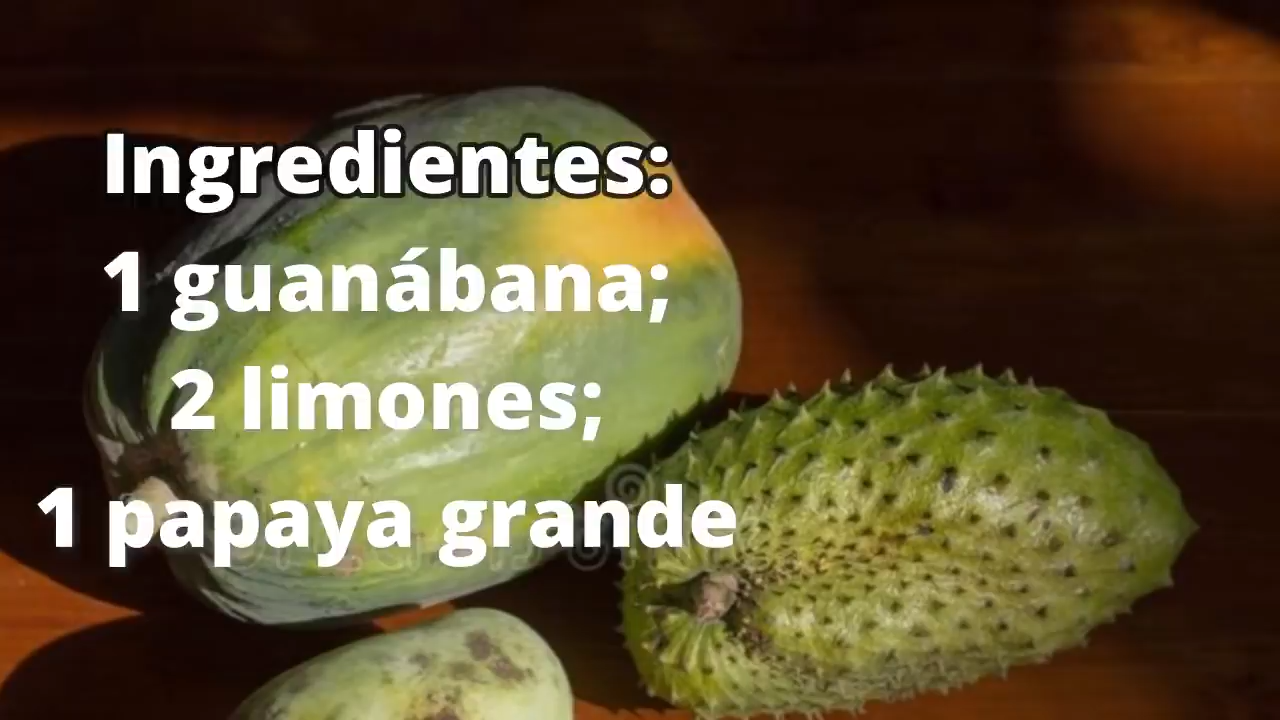 Ingredientes:
1 guanábana;
2 limones;
1 papaya grande